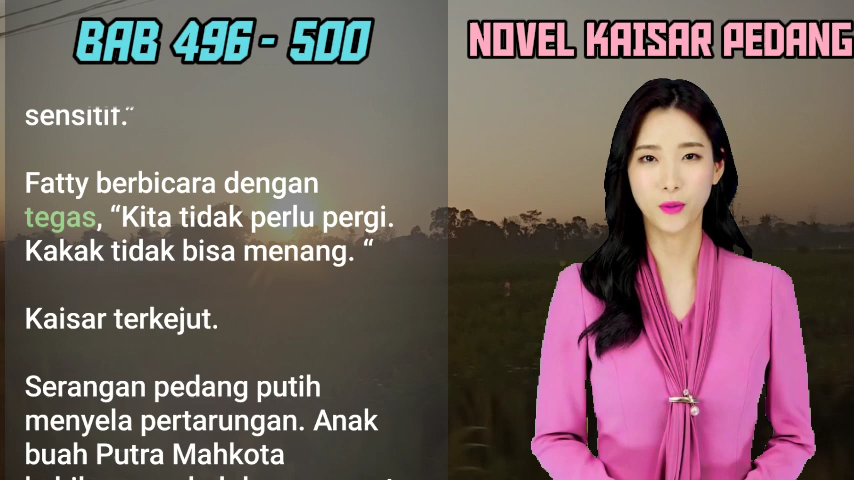 BAB 496 - 500
NOVEL KAISAR PEDANG
sensitif.“
Fatty berbicara dengan
tegas, “Kita tidak perlu pergi.
Kakak tidak bisa menang. “
Kaisar terkejut.
Serangan pedang putih
menyela pertarungan. Anak
buah Putra Mahkota